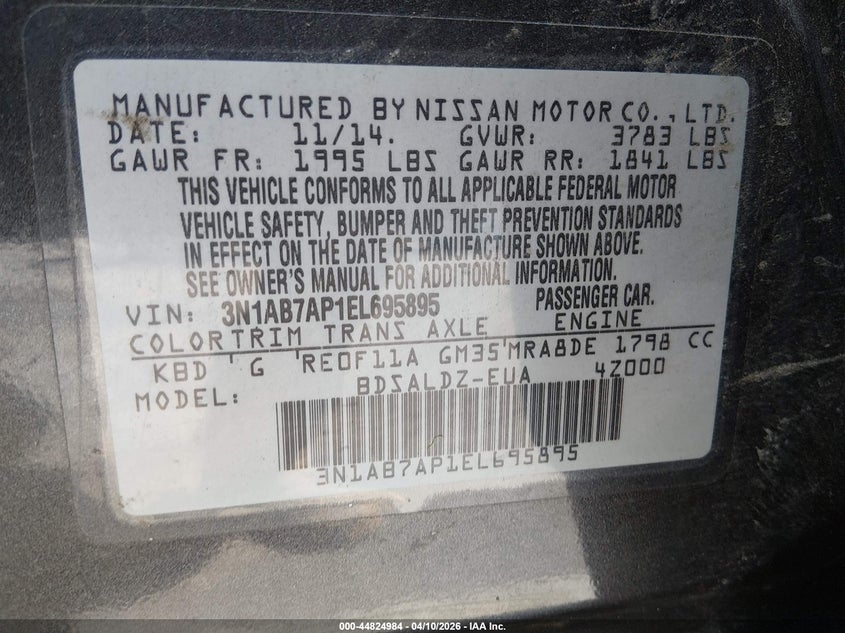 MANUFACTURED BY NISSAN MOTOR CO., LTD.
DATE: 11/14. GVWR: 3783 LBS
GAWR FR: 1995 LBS GAWR RR: 1841 LBS
THIS VEHICLE CONFORMS TO ALL APPLICABLE FEDERAL MOTOR
VEHICLE SAFETY, BUMPER AND THEFT PREVENTION STANDARDS
IN EFFECT ON THE DATE OF MANUFACTURE SHOWN ABOVE.
SEE OWNER'S MANUAL FOR ADDITIONAL INFORMATION.
VIN: 3N1AB7AP1EL695895 PASSENGER CAR.
COLOR TRIM TRANS AXLE ENGINE
KBD G RE0F11A GM35 MRA8DE 1798 CC
MODEL: BDSALDZ-EUA 4Z000
3N1AB7AP1EL695895
000-44824984 - 04/10/2026 - IAA Inc.